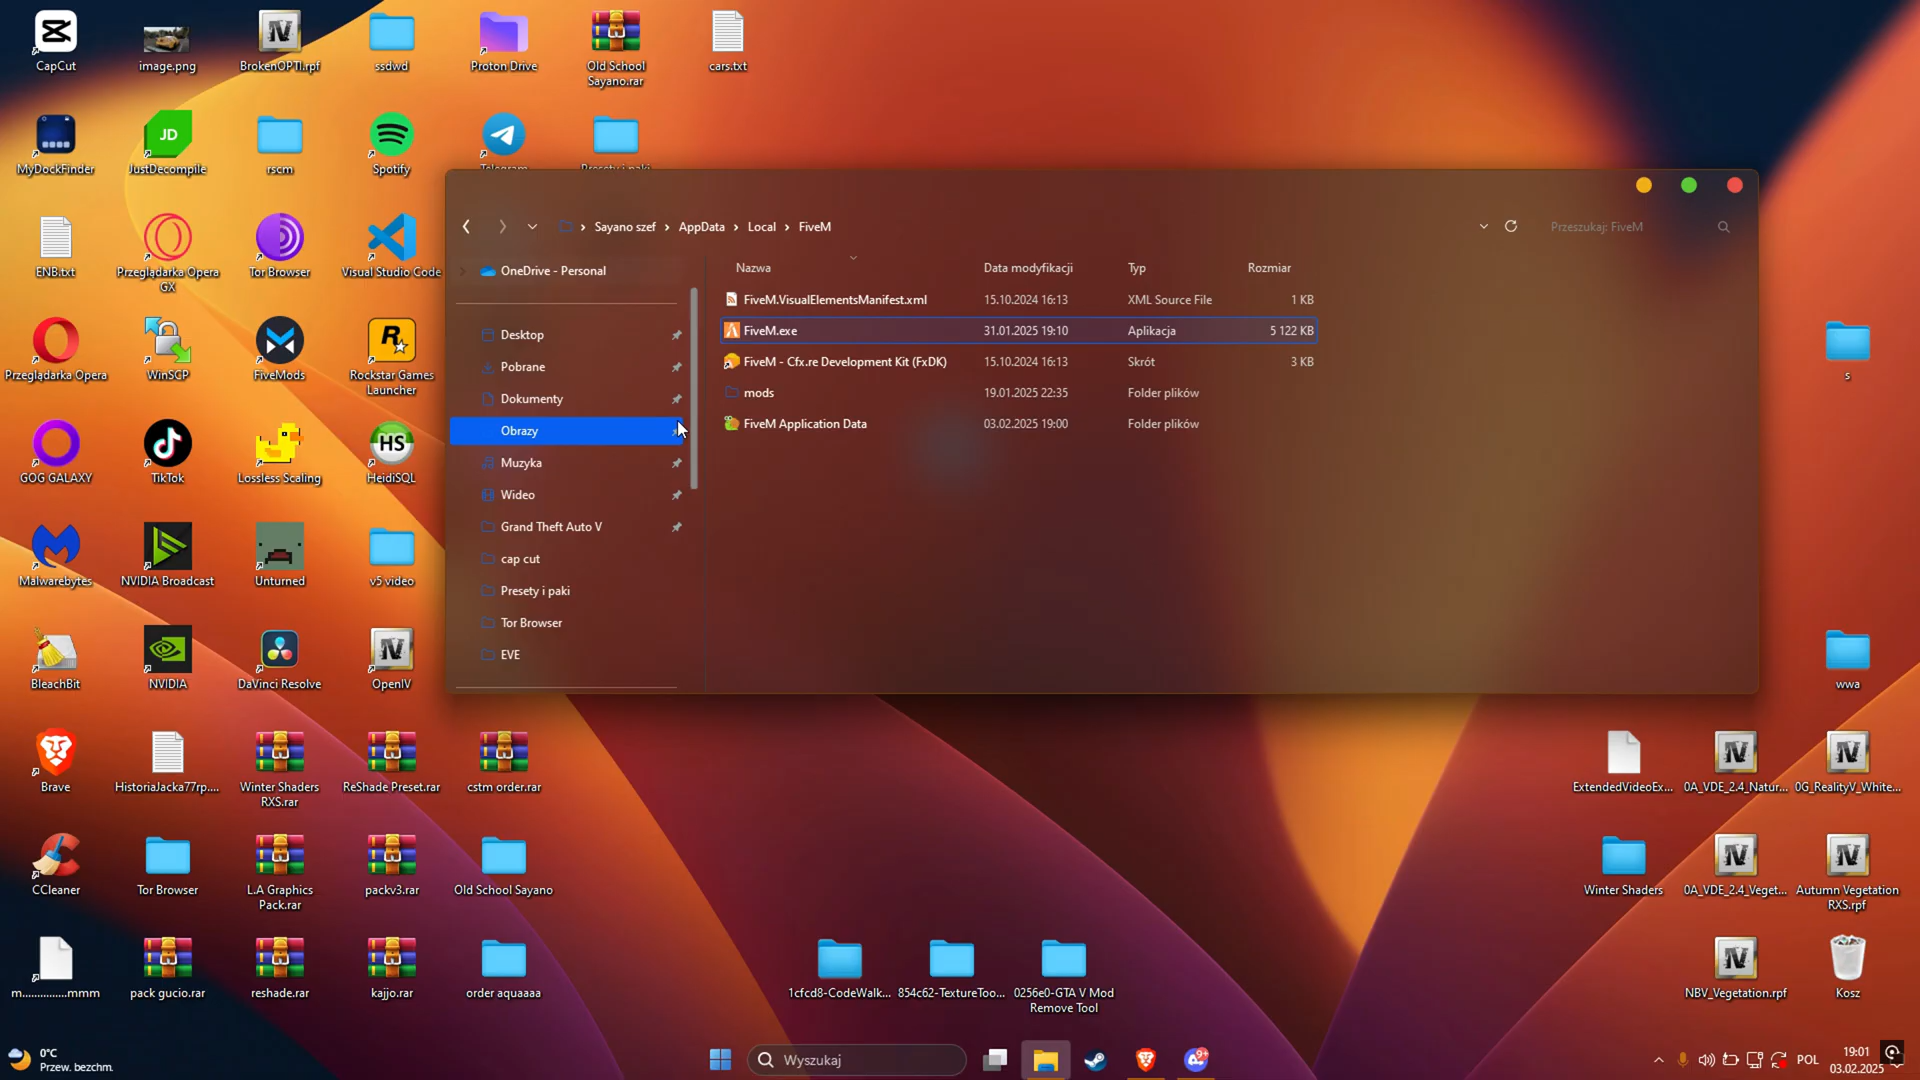 CapCut
image.png
BrokenOPTI.rpf
ssdwd
Proton Drive
Old School
Sayano.rar
cars.txt
MyDockFinder
JD
JustDecompile
rscm
Spotify
Telegram
Presety i paki
ENB.txt
Przeglądarka Opera
GX
Tor Browser
Visual Studio Code
Sayano szef
AppData
Local
FiveM
Przeszukaj: FiveM
OneDrive - Personal
Nazwa
Data modyfikacji
Typ
Rozmiar
FiveM.VisualElementsManifest.xml
15.10.2024 16:13
XML Source File
1 KB
Desktop
FiveM.exe
31.01.2025 19:10
Aplikacja
5 122 KB
Pobrane
FiveM - Cfx.re Development Kit (FxDK)
15.10.2024 16:13
Skrót
3 KB
Dokumenty
mods
19.01.2025 22:35
Folder plików
Obrazy
FiveM Application Data
03.02.2025 19:00
Folder plików
Muzyka
Wideo
Grand Theft Auto V
cap cut
Presety i paki
Tor Browser
EVE
Przeglądarka Opera
WinSCP
FiveMods
R
Rockstar Games
Launcher
s
GOG GALAXY
TikTok
Lossless Scaling
HS
HeidiSQL
Malwarebytes
NVIDIA Broadcast
Unturned
v5 video
BleachBit
NVIDIA
DaVinci Resolve
OpenIV
wwa
Brave
HistoriaJacka77rp....
Winter Shaders
RXS.rar
ReShade Preset.rar
cstm order.rar
ExtendedVideoEx...
0A_VDE_2.4_Natur...
0G_RealityV_White...
CCleaner
Tor Browser
L.A Graphics
Pack.rar
packv3.rar
Old School Sayano
Winter Shaders
0A_VDE_2.4_Veget...
Autumn Vegetation
RXS.rpf
m...............mmm
pack gucio.rar
reshade.rar
kajjo.rar
order aquaaaa
1cfcd8-CodeWalk...
854c62-TextureToo...
0256e0-GTA V Mod
Remove Tool
NBV_Vegetation.rpf
Kosz
0°C
Przew. bezchm.
Wyszukaj
9+
POL
19:01
03.02.2025